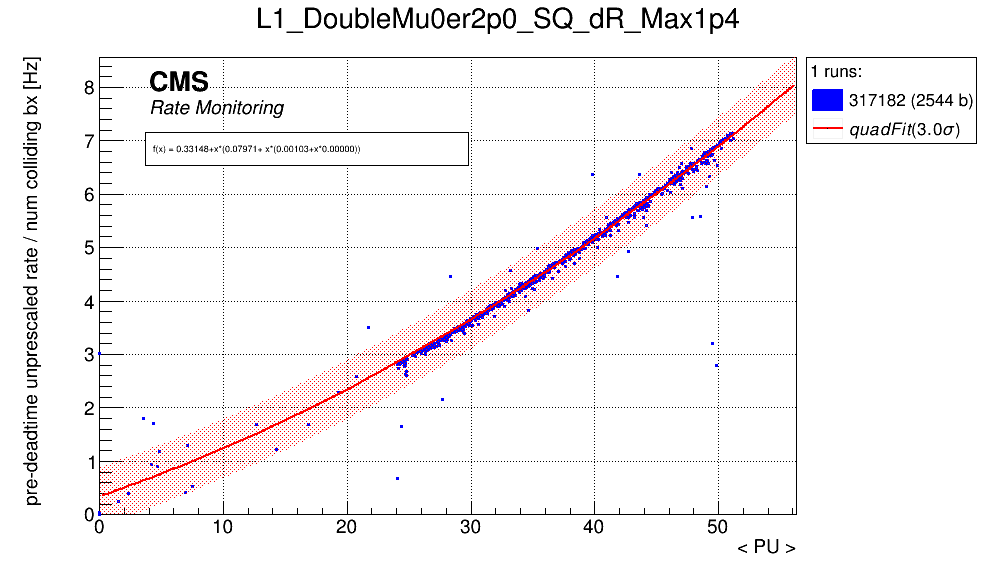 L1_DoubleMu0er2p0_SQ_dR_Max1p4
pre-deadtime unprescaled rate / num colliding bx [Hz]
8
7
6
5
4
3
2
1
0
CMS
Rate Monitoring
f(x) = 0.33148+x*(0.07971+ x*(0.00103+x*0.00000))
0 10 20 30 40 50
< PU >
1 runs:
317182 (2544 b)
quadFit(3.0σ)